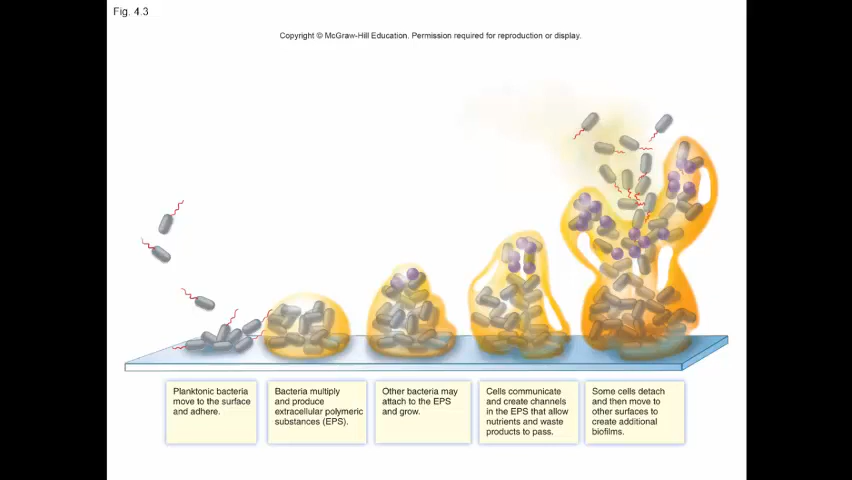 Fig. 4.3
Copyright © McGraw-Hill Education. Permission required for reproduction or display.
Planktonic bacteria
move to the surface
and adhere.
Bacteria multiply
and produce
extracellular polymeric
substances (EPS).
Other bacteria may
attach to the EPS
and grow.
Cells communicate
and create channels
in the EPS that allow
nutrients and waste
products to pass.
Some cells detach
and then move to
other surfaces to
create additional
biofilms.